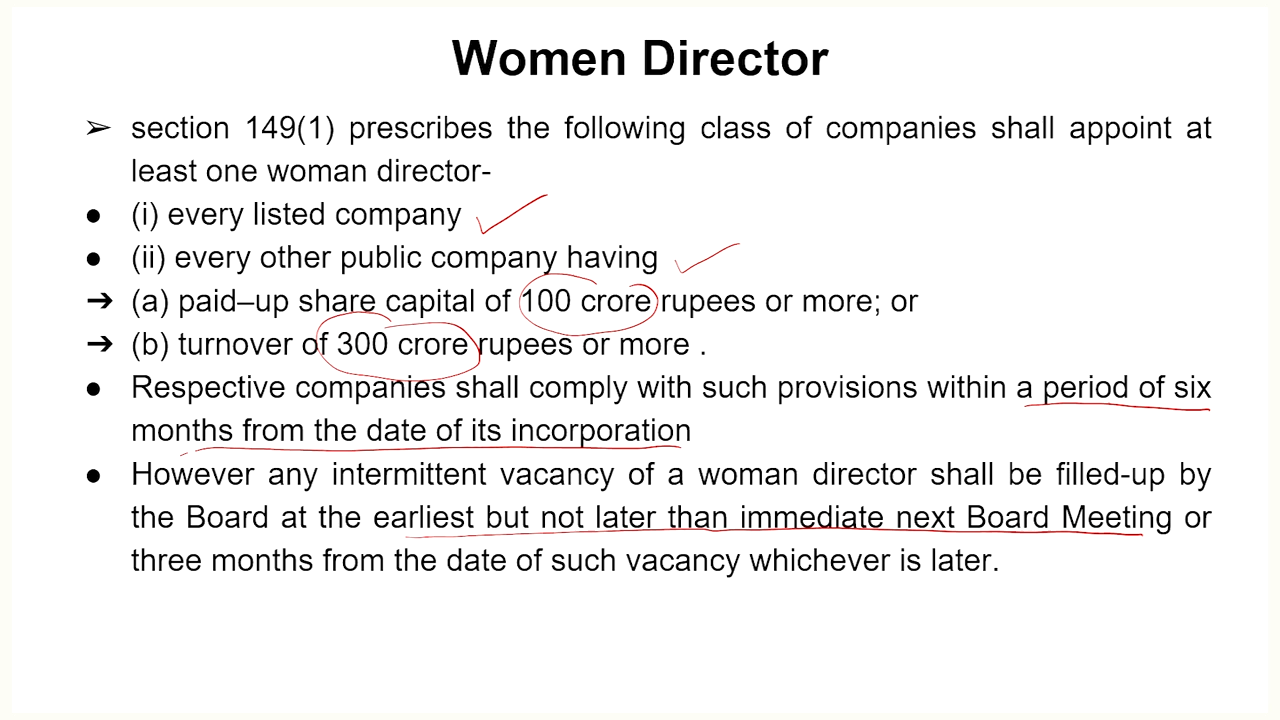 Women Director
➢ section 149(1) prescribes the following class of companies shall appoint at
least one woman director-
● (i) every listed company
● (ii) every other public company having
➔ (a) paid–up share capital of 100 crore rupees or more; or
➔ (b) turnover of 300 crore rupees or more .
● Respective companies shall comply with such provisions within a period of six
months from the date of its incorporation
● However any intermittent vacancy of a woman director shall be filled-up by
the Board at the earliest but not later than immediate next Board Meeting or
three months from the date of such vacancy whichever is later.